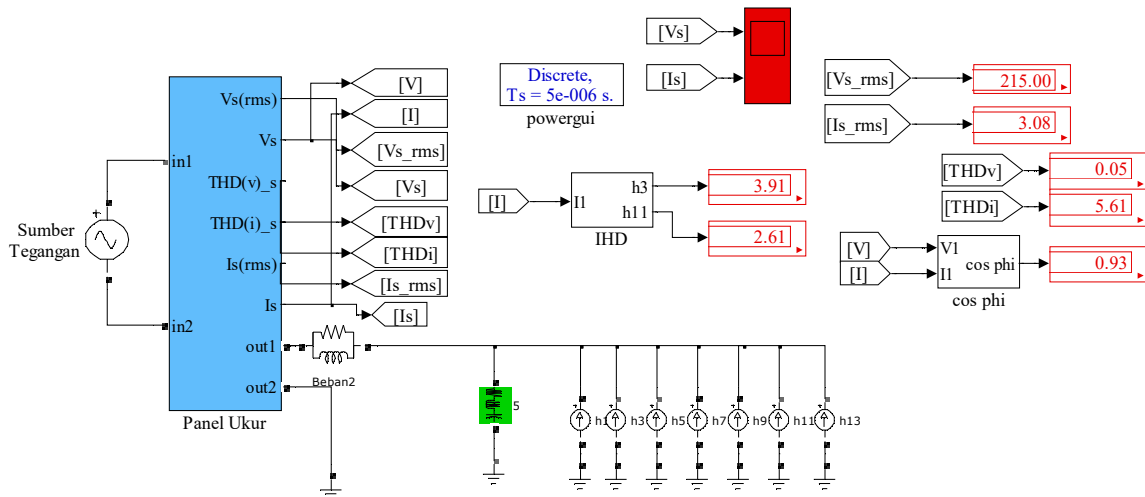 [Vs]
[Is]
Discrete,
Ts = 5e-006 s.
powergui
[Vs_rms]
215.00
[Is_rms]
3.08
[THDv]
0.05
[THDi]
5.61
[V]
[I]
V1
I1
cos phi
cos phi
0.93
[I]
I1
h3
h11
IHD
3.91
2.61
Sumber
Tegangan
+
in1
in2
Vs(rms)
Vs
THD(v)_s
THD(i)_s
Is(rms)
Is
out1
out2
Panel Ukur
[V]
[I]
[Vs_rms]
[Vs]
[THDv]
[THDi]
[Is_rms]
[Is]
Beban2
5
h1
h3
h5
h7
h9
h11
h13